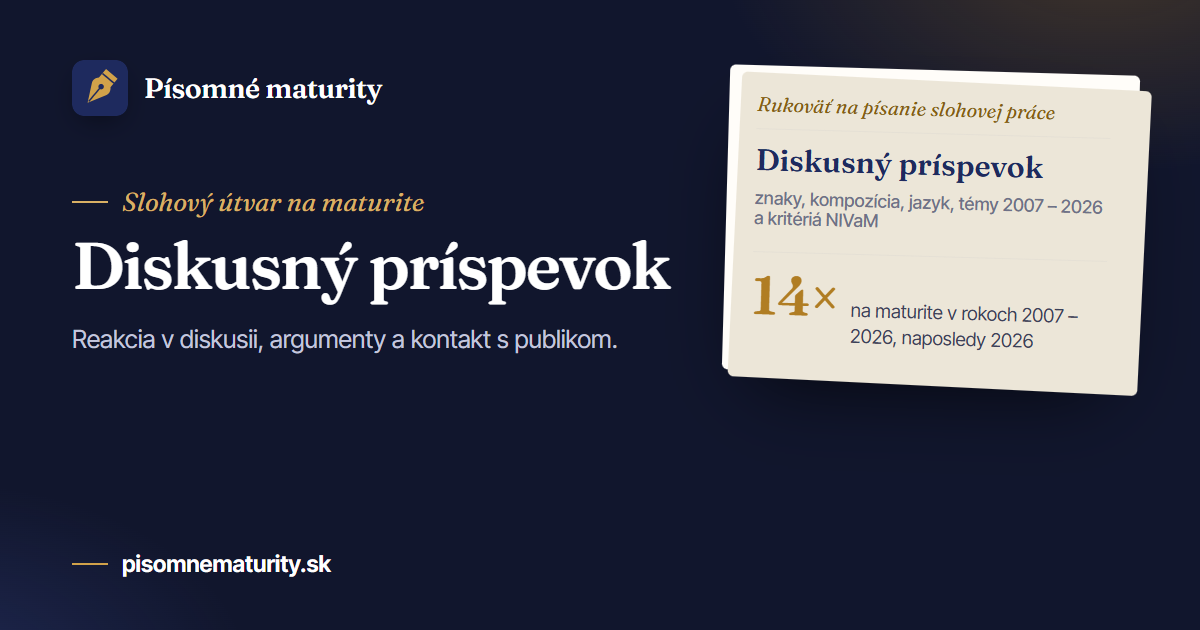 Písomné maturity
Slohový útvar na maturite
Diskusný príspevok
Reakcia v diskusii, argumenty a kontakt s publikom.
pisomnematurity.sk
Rukoväť na písanie slohovej práce
Diskusný príspevok
znaky, kompozícia, jazyk, témy 2007 – 2026
a kritériá NIVaM
14×
na maturite v rokoch 2007 –
2026, naposledy 2026